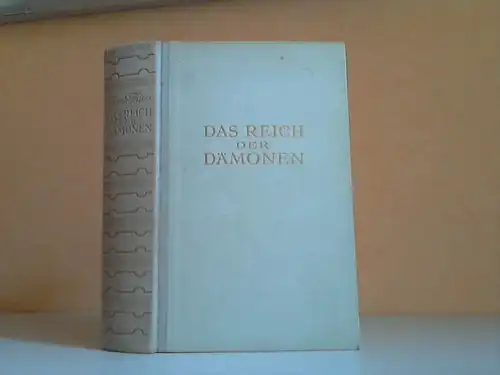 DAS REICH
DER
DÄMONEN
REICH
DÄMONEN